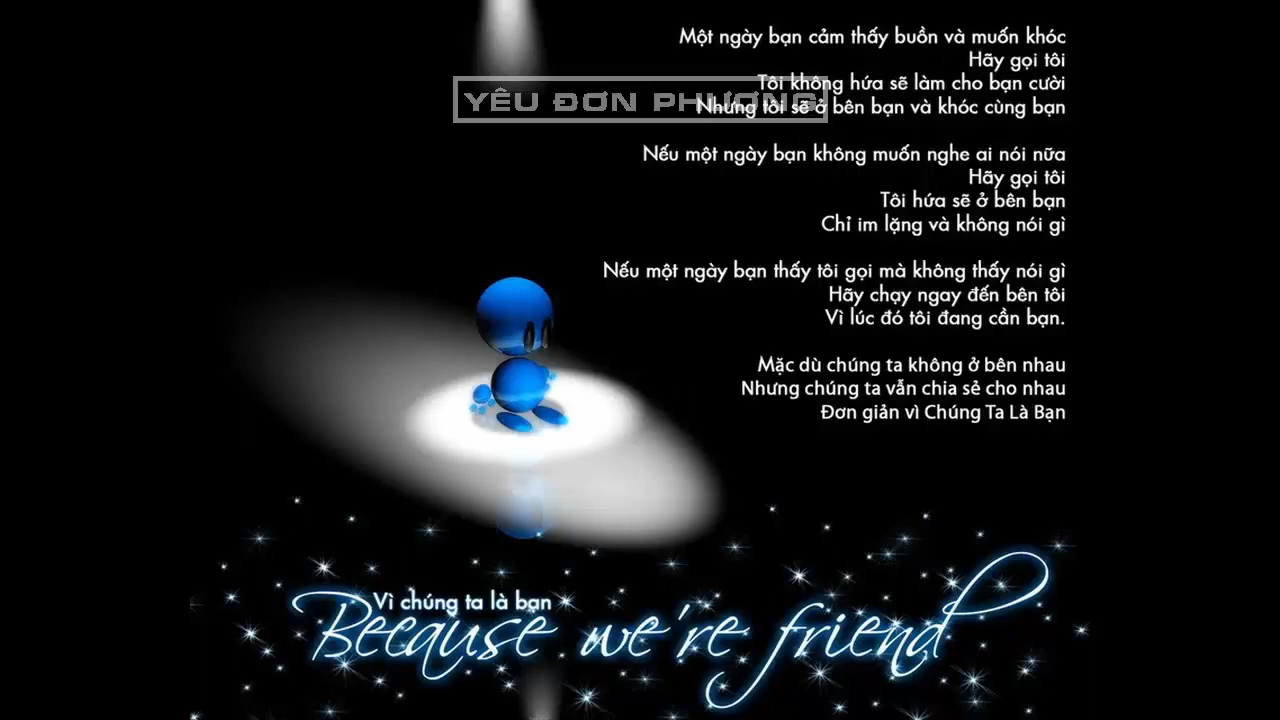 Một ngày bạn cảm thấy buồn và muốn khóc
Hãy gọi tôi
Tôi không hứa sẽ làm cho bạn cười
YÊU ĐƠN PHƯƠNG
Nhưng tôi sẽ ở bên bạn và khóc cùng bạn
Nếu một ngày bạn không muốn nghe ai nói nữa
Hãy gọi tôi
Tôi hứa sẽ ở bên bạn
Chỉ im lặng và không nói gì
Nếu một ngày bạn thấy tôi gọi mà không thấy nói gì
Hãy chạy ngay đến bên tôi
Vì lúc đó tôi đang cần bạn.
Mặc dù chúng ta không ở bên nhau
Nhưng chúng ta vẫn chia sẻ cho nhau
Đơn giản vì Chúng Ta Là Bạn
Vì chúng ta là bạn
Because we're friend